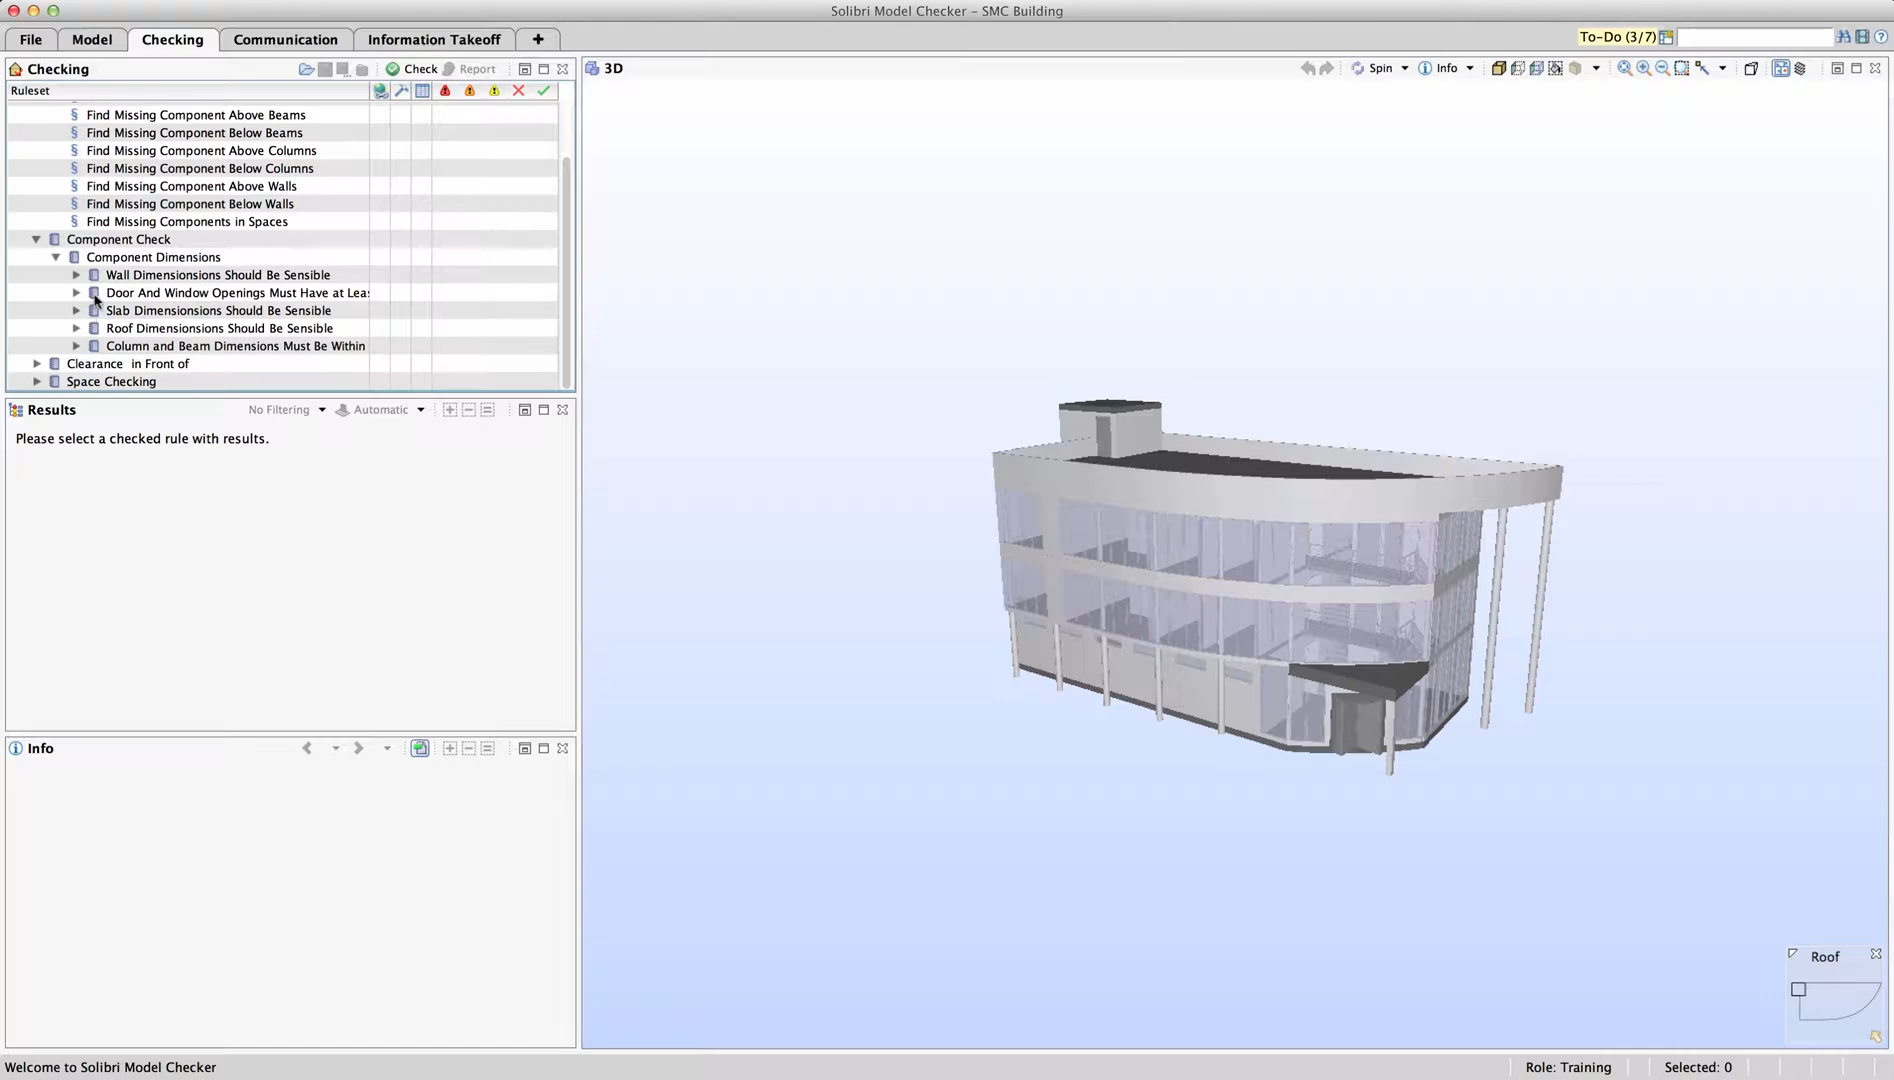 Solibri Model Checker – SMC Building
File
Model
Checking
Communication
Information Takeoff
+
To-Do (3/7)
Checking
Check
Report
Ruleset
Find Missing Component Above Beams
Find Missing Component Below Beams
Find Missing Component Above Columns
Find Missing Component Below Columns
Find Missing Component Above Walls
Find Missing Component Below Walls
Find Missing Components in Spaces
Component Check
Component Dimensions
Wall Dimensionsions Should Be Sensible
Door And Window Openings Must Have at Leas
Slab Dimensionsions Should Be Sensible
Roof Dimensionsions Should Be Sensible
Column and Beam Dimensions Must Be Within
Clearance in Front of
Space Checking
Results
No Filtering
Automatic
Please select a checked rule with results.
Info
3D
Spin
Info
Roof
Welcome to Solibri Model Checker
Role: Training
Selected: 0